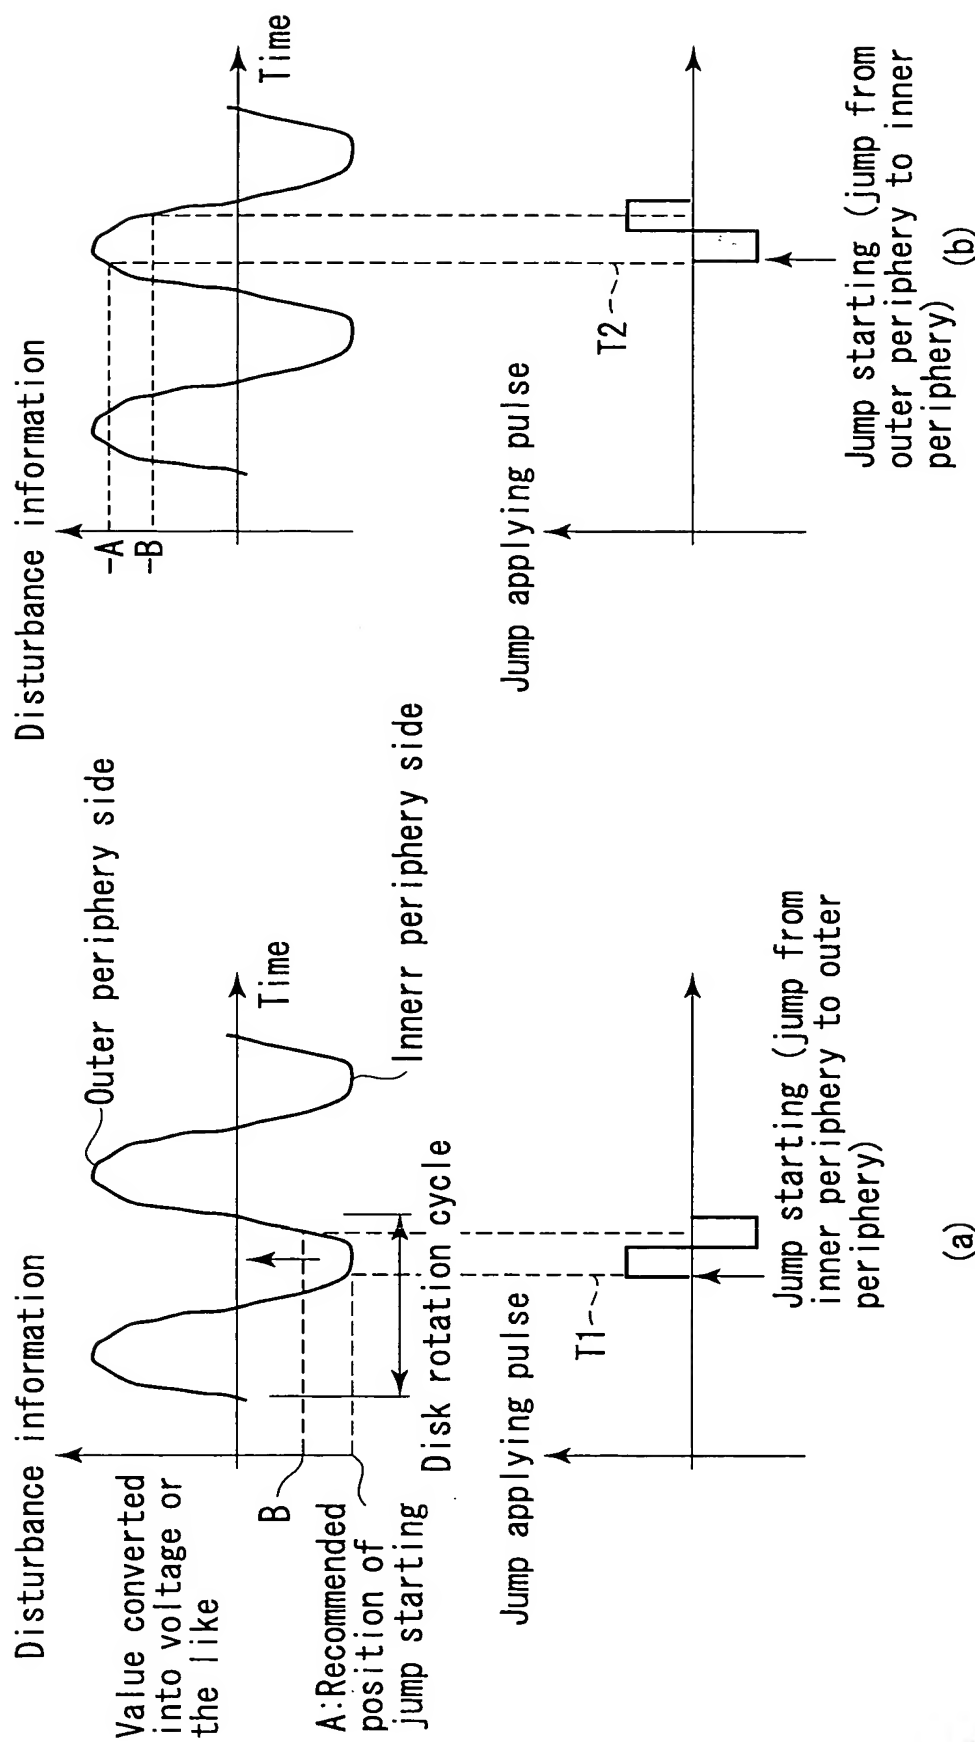 Disturbance information
Outer periphery side
Value converted
into voltage or
the like
Time
B
A:Recommended
position of
jump starting
Innerr periphery side
Disk rotation cycle
Jump applying pulse
T1
Jump starting (jump from
inner periphery to outer
periphery)
(a)
Disturbance information
-A
-B
Time
Jump applying pulse
T2
Jump starting (jump from
outer periphery to inner
periphery)
(b)